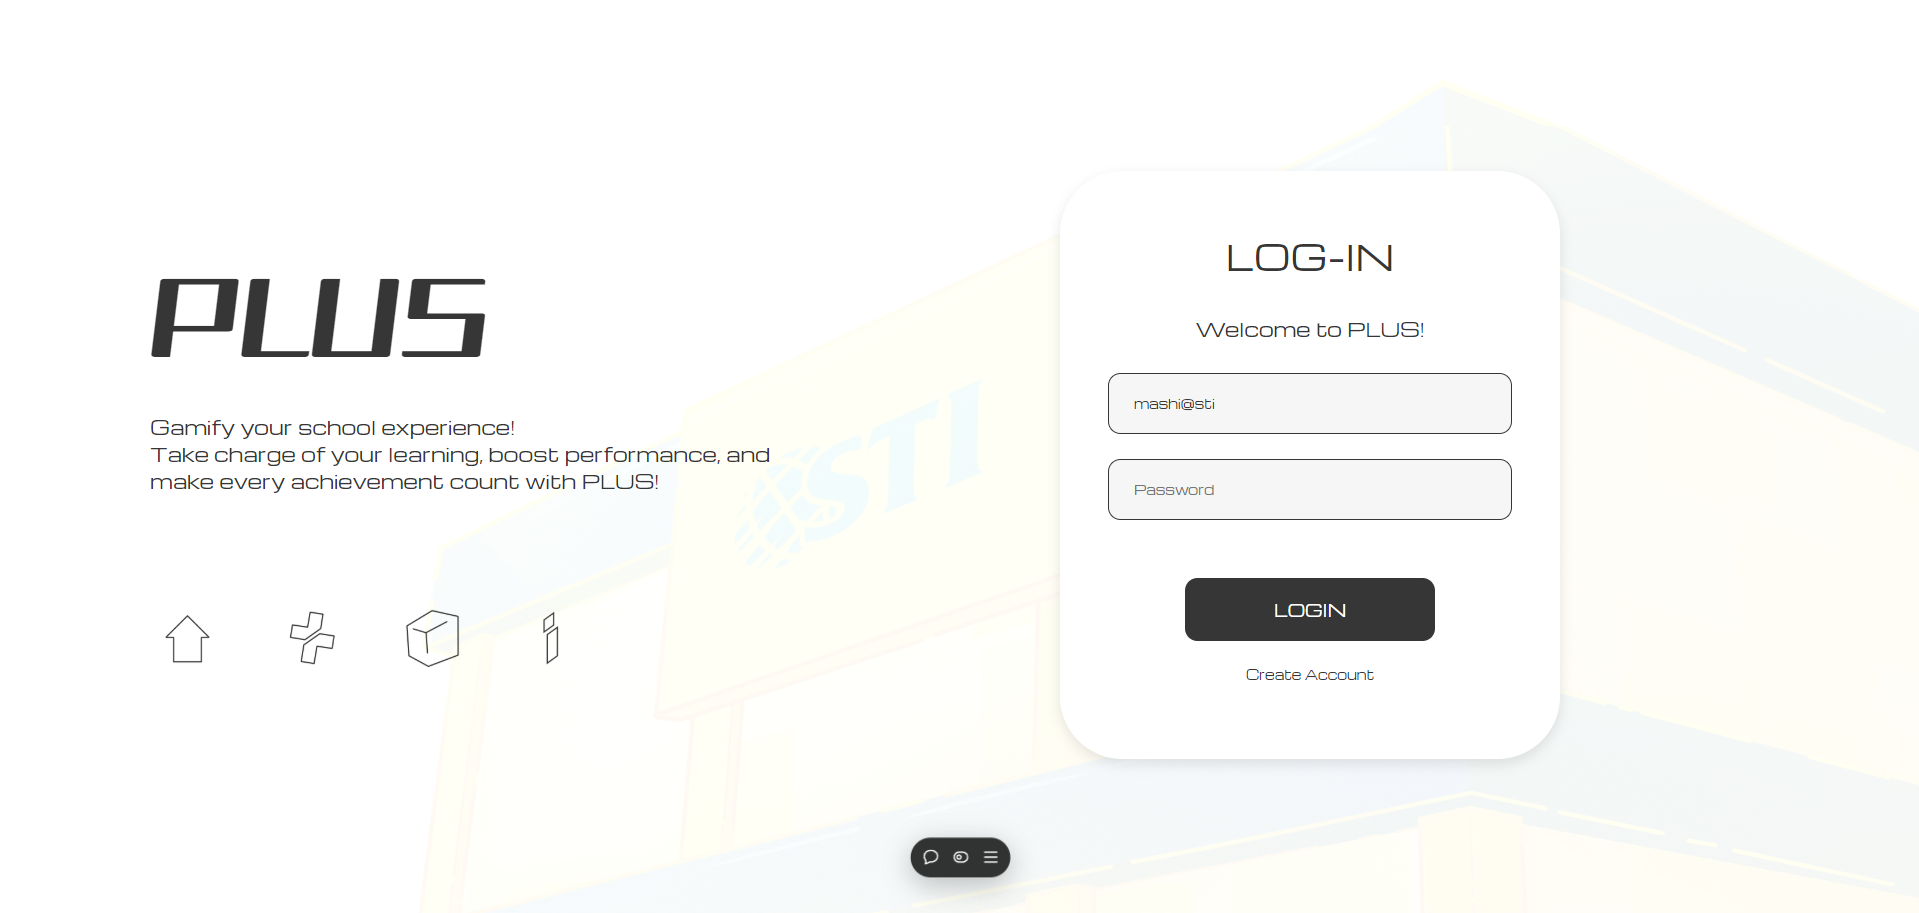 PLUS
Gamify your school experience!
Take charge of your learning, boost performance, and
make every achievement count with PLUS!
STI
LOG-IN
Welcome to PLUS!
mashi@sti
Password
LOGIN
Create Account